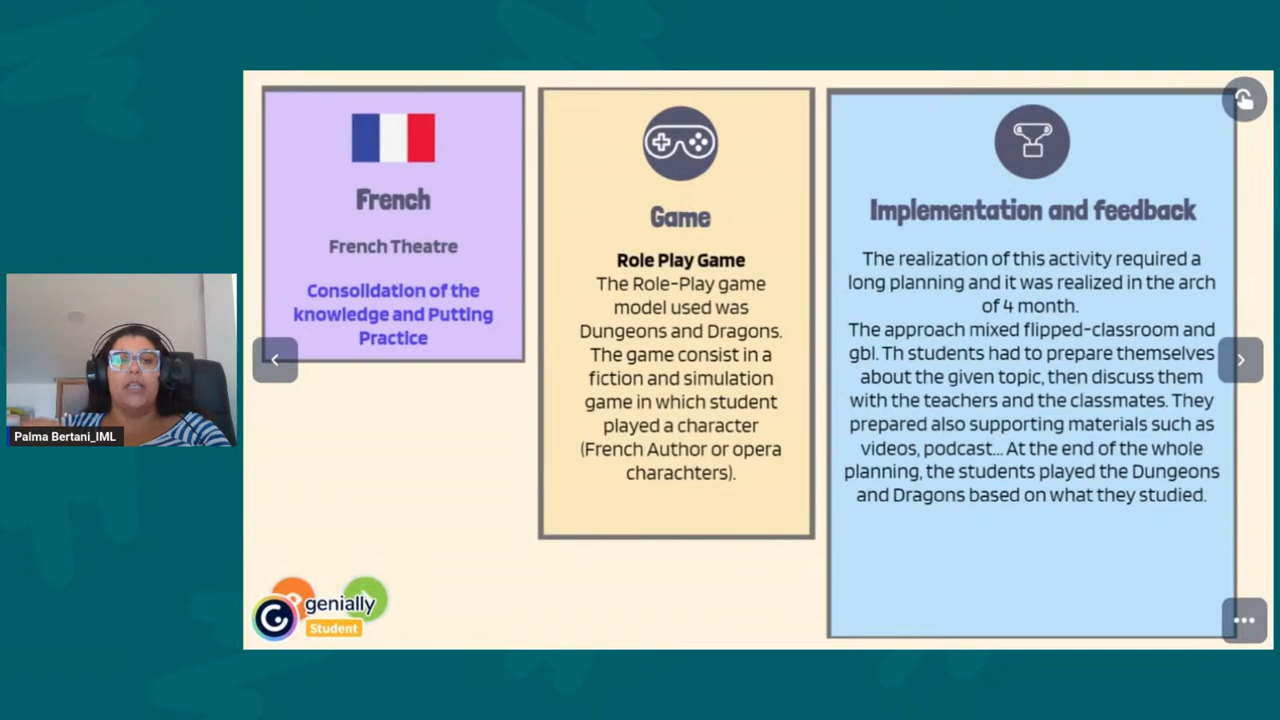 French
French Theatre
Consolidation of the
knowledge and Putting
Practice
Game
Role Play Game
The Role-Play game
model used was
Dungeons and Dragons.
The game consist in a
fiction and simulation
game in which student
played a character
(French Author or opera
charachters).
Implementation and feedback
The realization of this activity required a
long planning and it was realized in the arch
of 4 month.
The approach mixed flipped-classroom and
gbl. Th students had to prepare themselves
about the given topic, then discuss them
with the teachers and the classmates. They
prepared also supporting materials such as
videos, podcast... At the end of the whole
planning, the students played the Dungeons
and Dragons based on what they studied.
Palma Bertani_IML
genially
Student